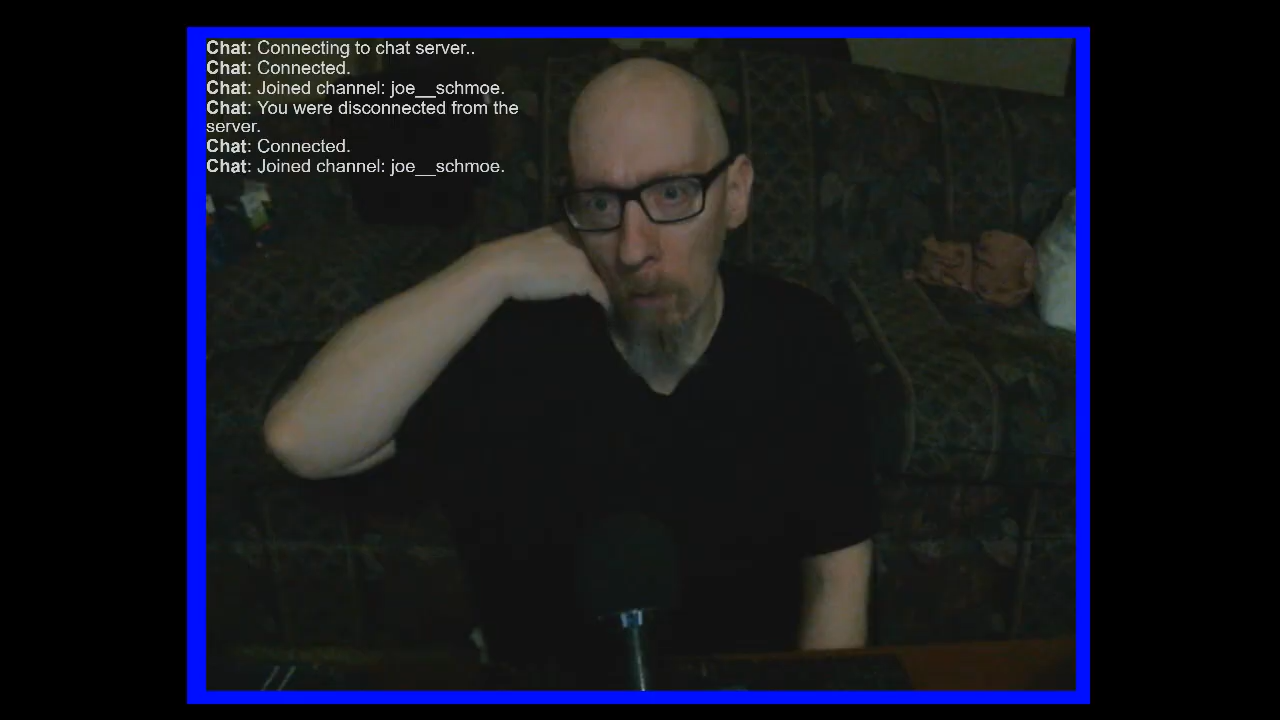 Chat: Connecting to chat server..
Chat: Connected.
Chat: Joined channel: joe__schmoe.
Chat: You were disconnected from the
server.
Chat: Connected.
Chat: Joined channel: joe__schmoe.